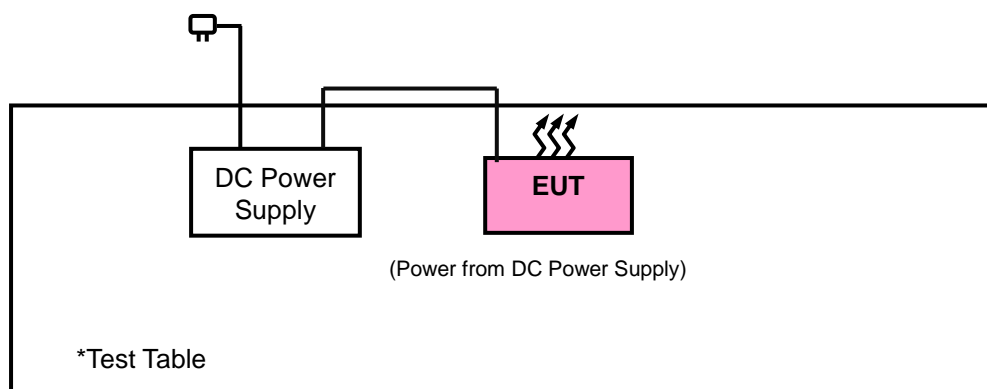 DC Power
Supply
EUT
(Power from DC Power Supply)
*Test Table